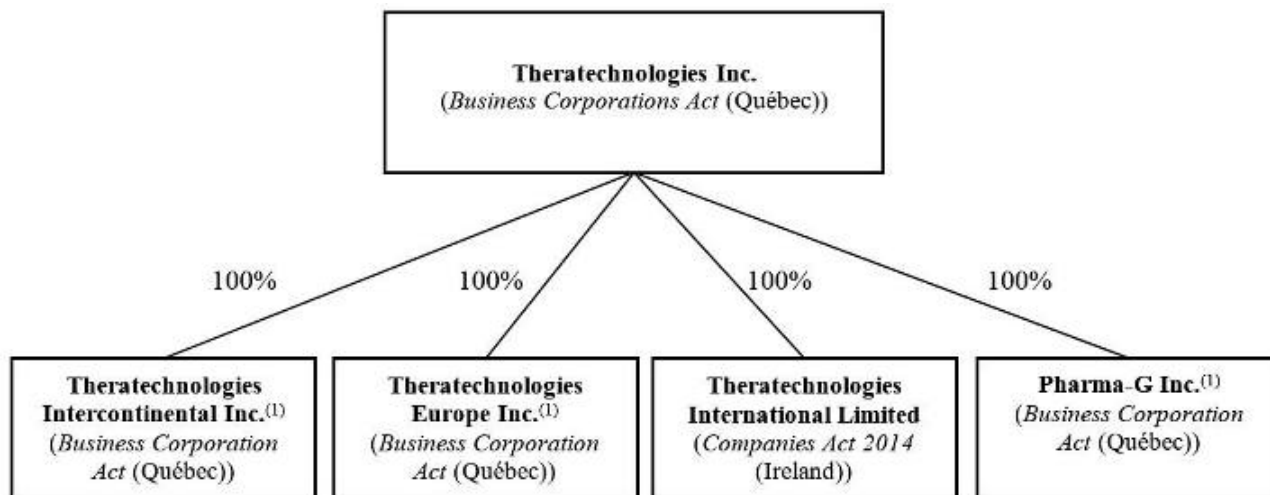 Theratechnologies Inc.
(Business Corporations Act (Québec))
100%
100%
100%
100%
Theratechnologies
Intercontinental Inc.(1)
(Business Corporation
Act (Québec))
Theratechnologies
Europe Inc.(1)
(Business Corporation
Act (Québec))
Theratechnologies
International Limited
(Companies Act 2014
(Ireland))
Pharma-G Inc.(1)
(Business Corporation
Act (Québec))